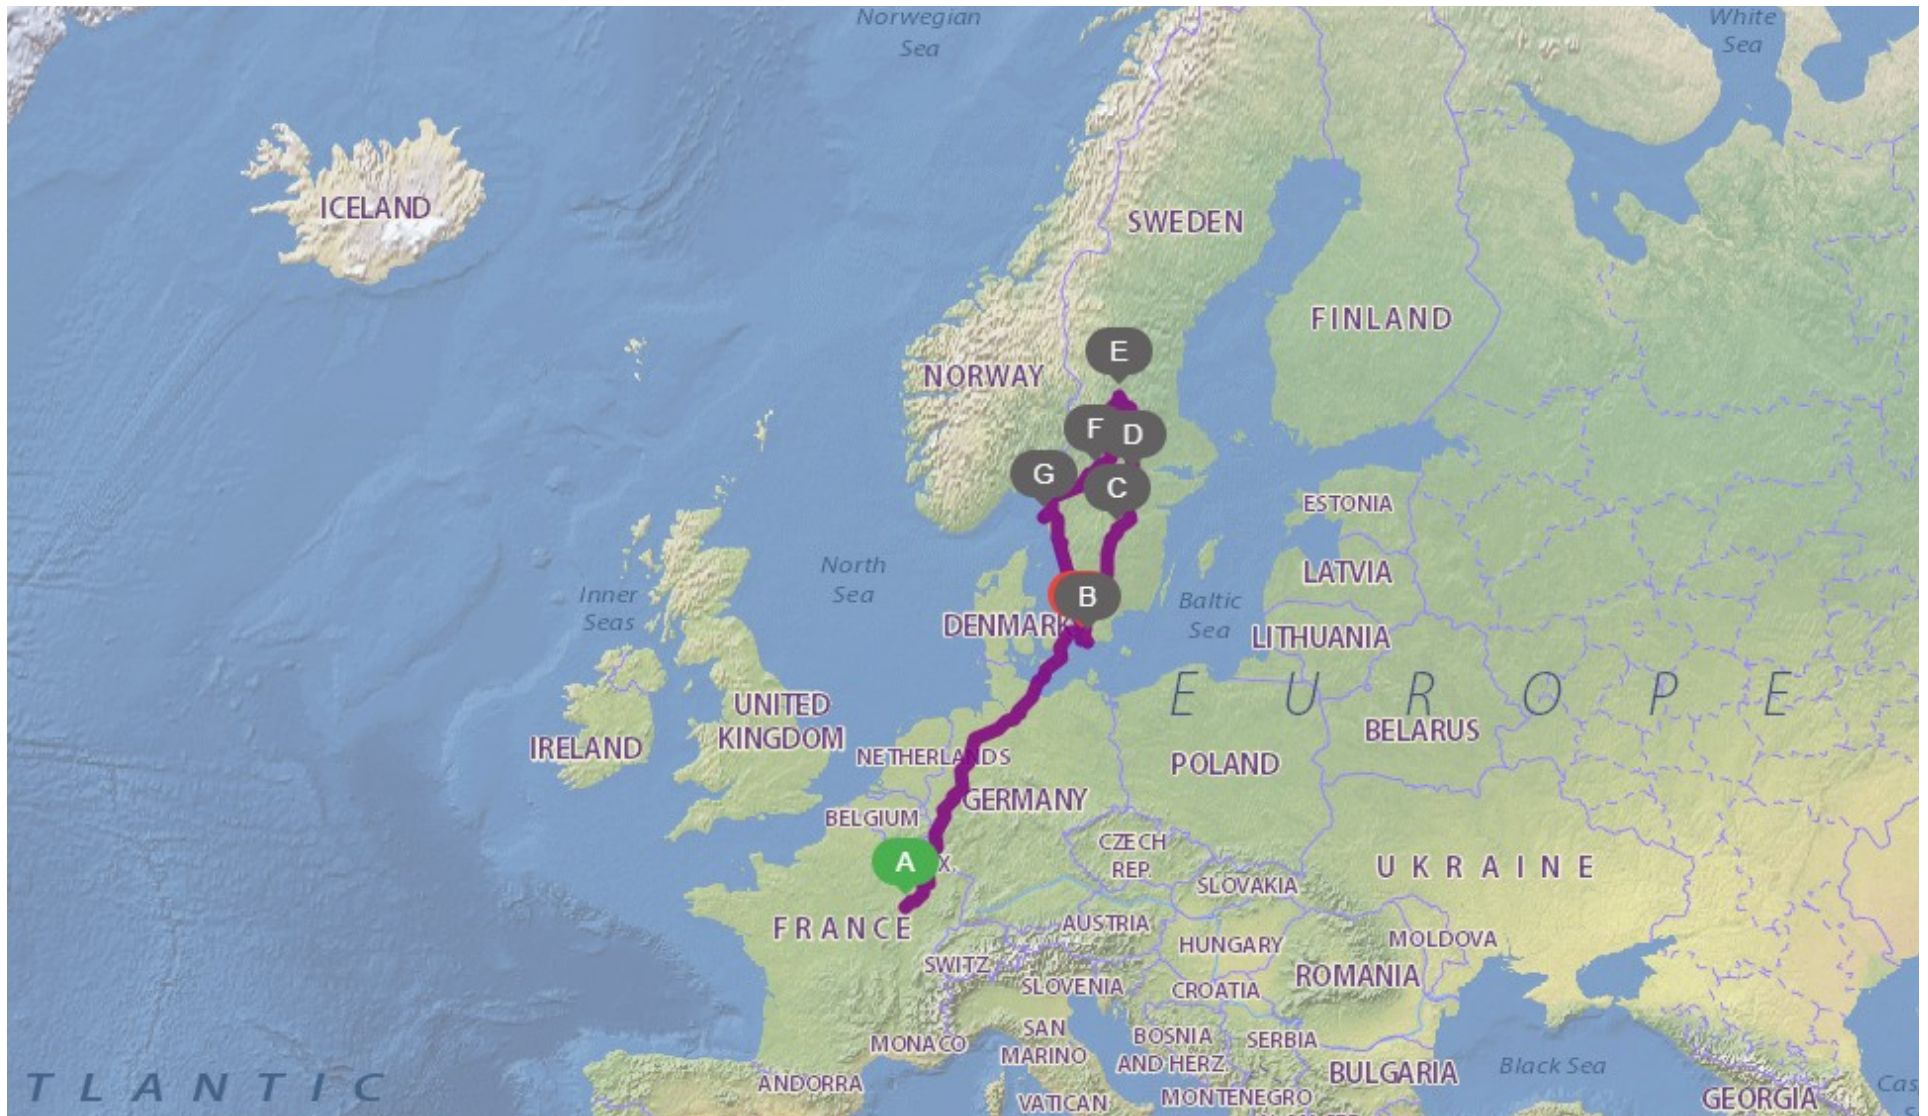 Norwegian
Sea
White
Sea
ICELAND
SWEDEN
FINLAND
NORWAY
E
F
D
G
C
ESTONIA
North
Sea
LATVIA
Inner
Seas
B
Baltic
Sea
DENMARK
LITHUANIA
EUROPE
UNITED
KINGDOM
IRELAND
NETHERLANDS
BELARUS
POLAND
GERMANY
BELGIUM
CZECH
REP.
A
X.
UKRAINE
SLOVAKIA
FRANCE
AUSTRIA
HUNGARY
MOLDOVA
SWITZ.
SLOVENIA
CROATIA
ROMANIA
MONACO
SAN
MARINO
BOSNIA
AND HERZ.
SERBIA
BULGARIA
Black Sea
TLANTIC
ANDORRA
VATICAN
MONTENEGRO
GEORGIA
Cas